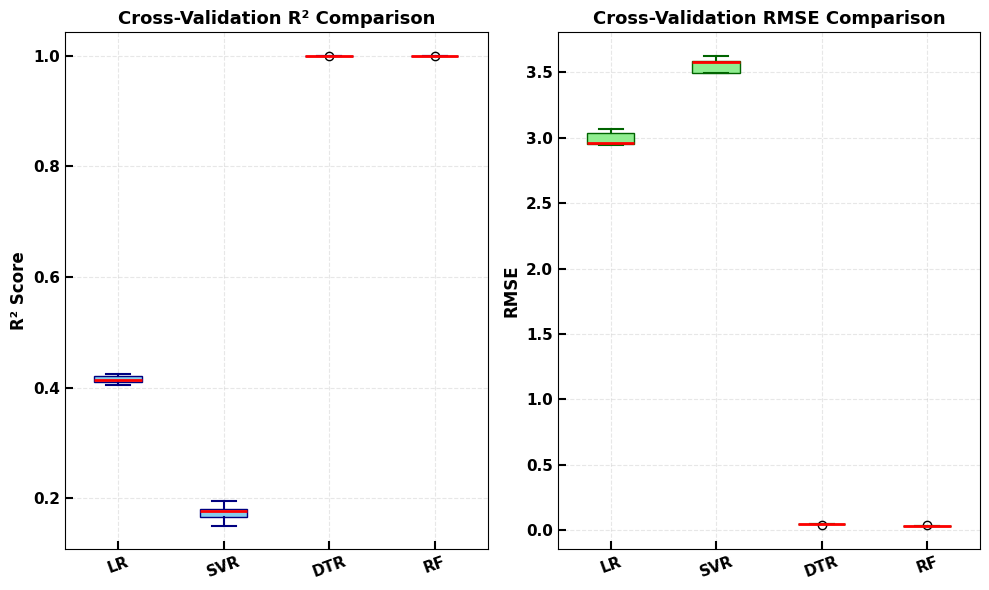 Cross-Validation R² Comparison
R² Score
1.0
0.8
0.6
0.4
0.2
LR
SVR
DTR
RF
Cross-Validation RMSE Comparison
RMSE
3.5
3.0
2.5
2.0
1.5
1.0
0.5
0.0
LR
SVR
DTR
RF